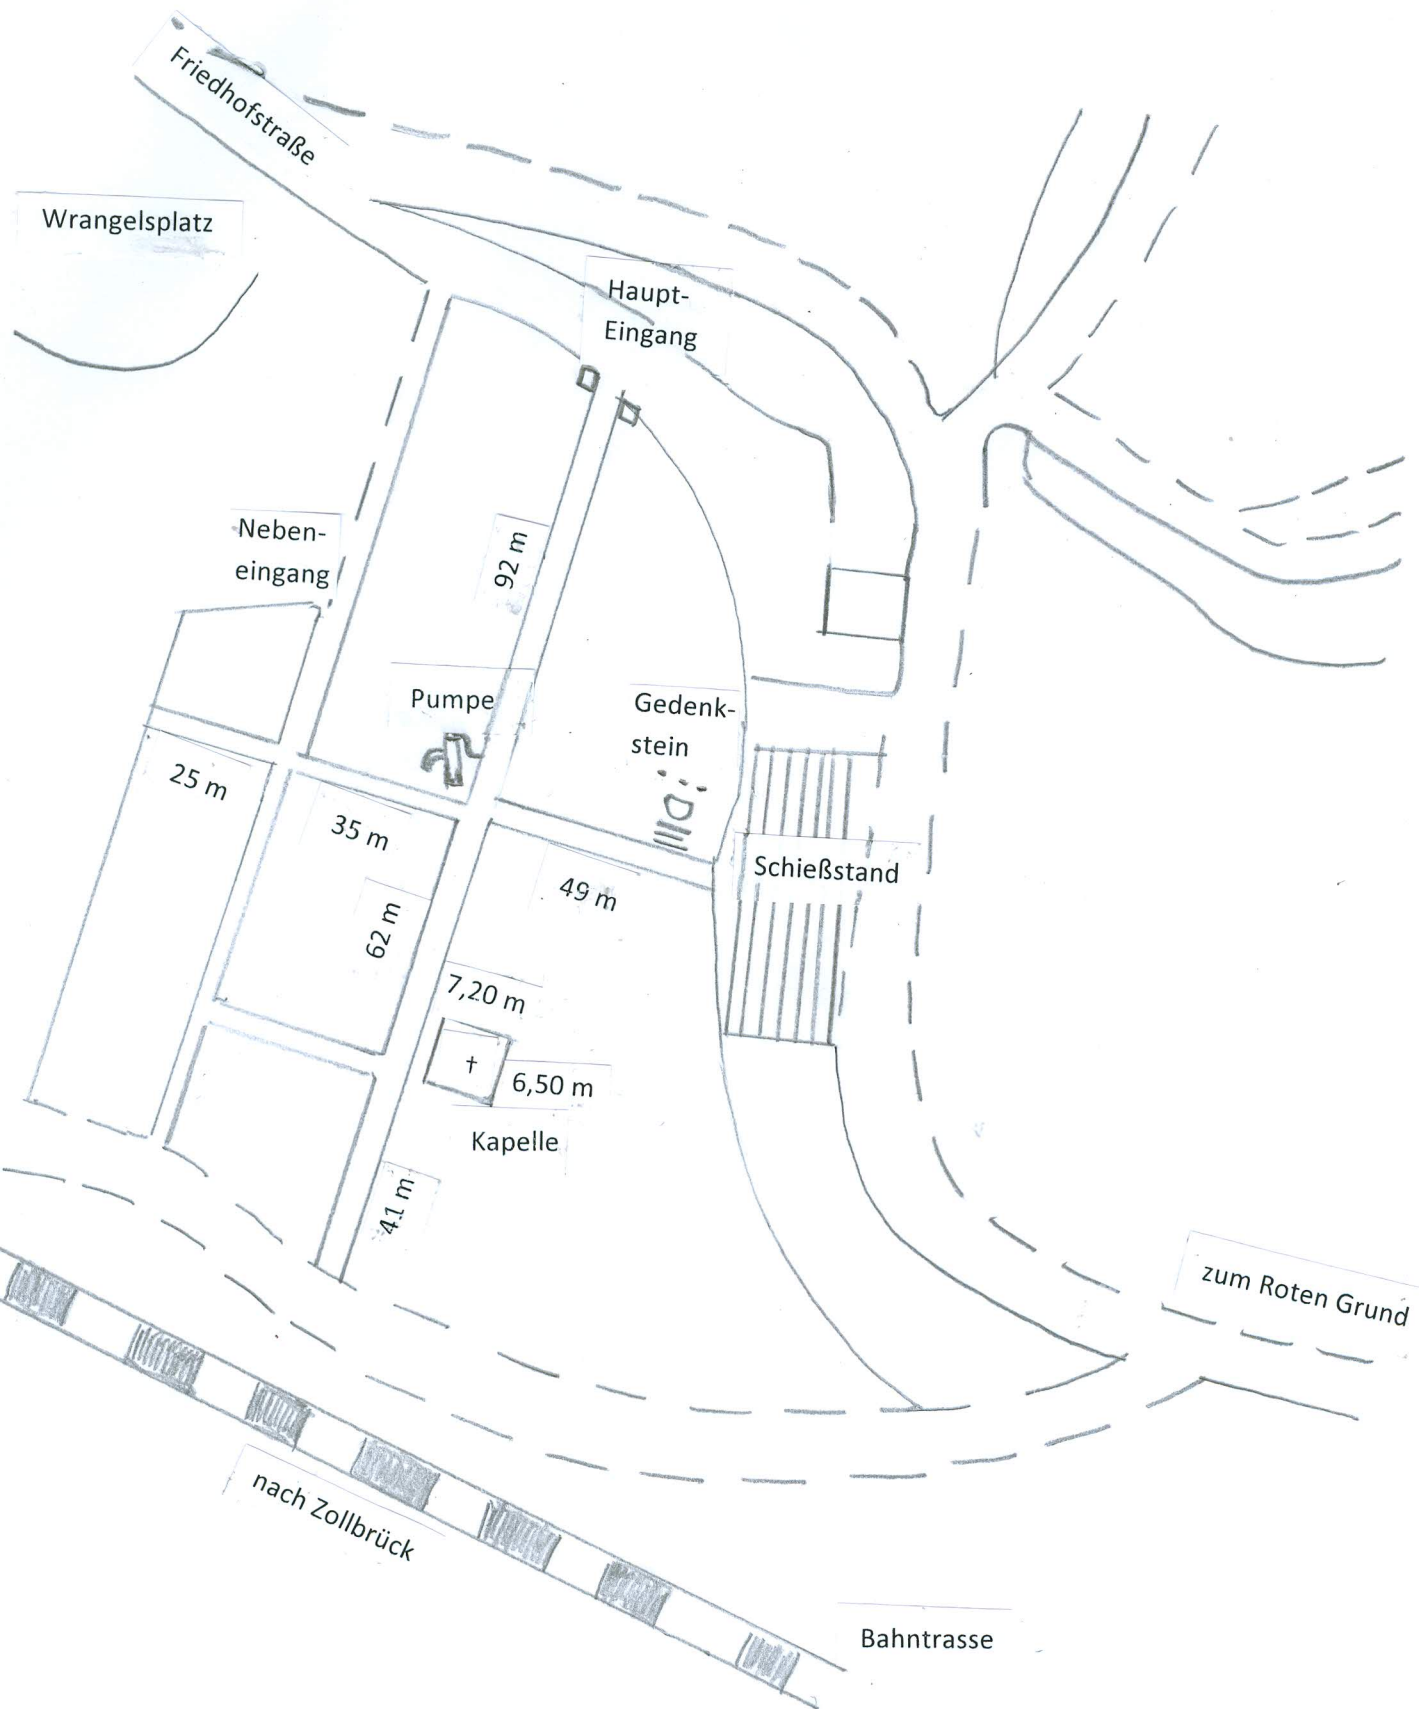 Friedhofstraße
Wrangelsplatz
Haupt-
Eingang
Neben-
eingang
92 m
Pumpe
Gedenk-
stein
25 m
35 m
Schießstand
49 m
62 m
7,20 m
†
6,50 m
Kapelle
41 m
zum Roten Grund
nach Zollbrück
Bahntrasse